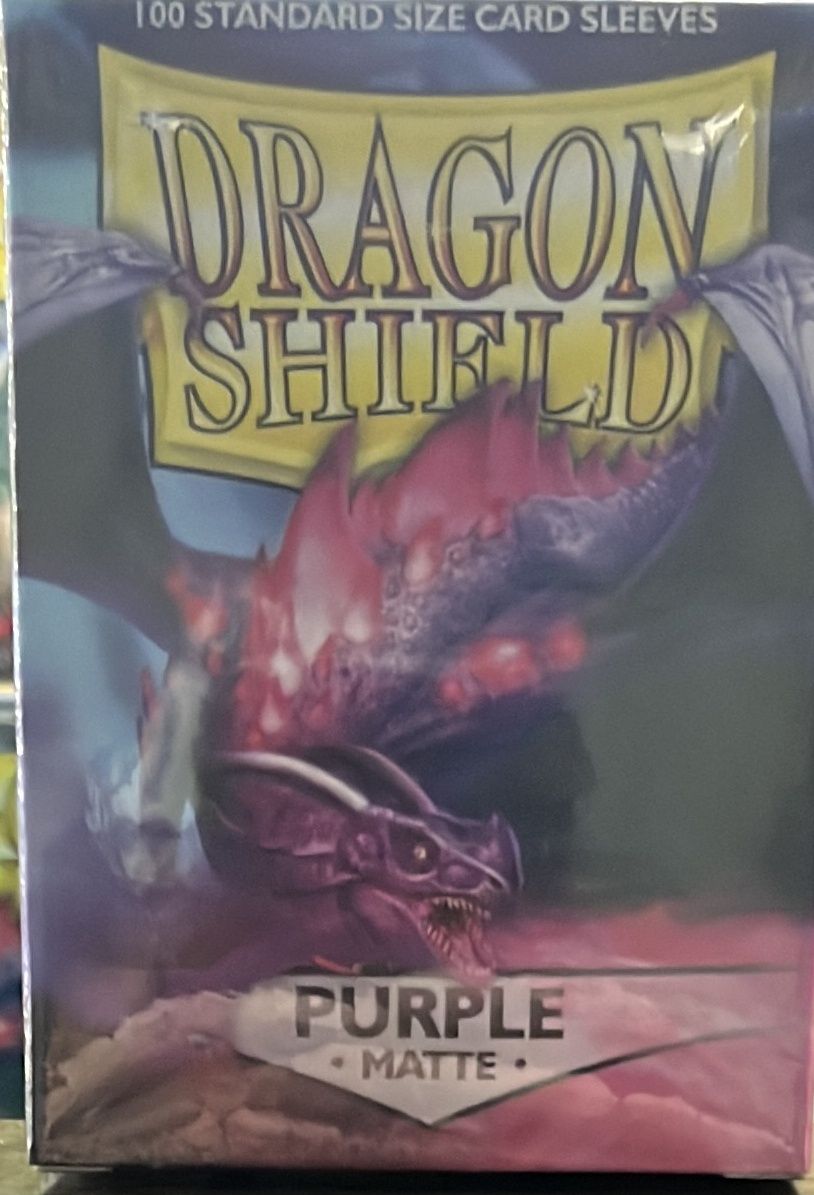 100 STANDARD SIZE CARD SLEEVES
DRAGON
SHIELD
PURPLE
• MATTE •